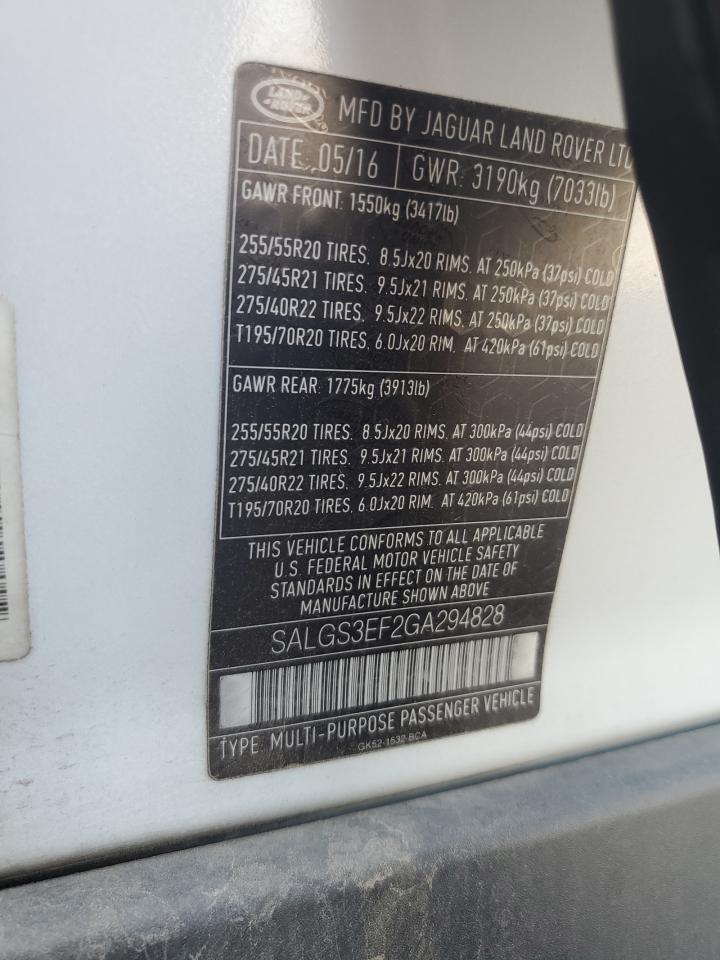 LAND
ROVER
MFD BY JAGUAR LAND ROVER LTD
DATE: 05/16 GWR: 3190kg (7033lb)
GAWR FRONT: 1550kg (3417lb)
255/55R20 TIRES. 8.5Jx20 RIMS. AT 250kPa (37psi) COLD
275/45R21 TIRES. 9.5Jx21 RIMS. AT 250kPa (37psi) COLD
275/40R22 TIRES. 9.5Jx22 RIMS. AT 250kPa (37psi) COLD
T195/70R20 TIRES. 6.0Jx20 RIM. AT 420kPa (61psi) COLD
GAWR REAR: 1775kg (3913lb)
255/55R20 TIRES. 8.5Jx20 RIMS. AT 300kPa (44psi) COLD
275/45R21 TIRES. 9.5Jx21 RIMS. AT 300kPa (44psi) COLD
275/40R22 TIRES. 9.5Jx22 RIMS. AT 300kPa (44psi) COLD
T195/70R20 TIRES. 6.0Jx20 RIM. AT 420kPa (61psi) COLD
THIS VEHICLE CONFORMS TO ALL APPLICABLE
U.S. FEDERAL MOTOR VEHICLE SAFETY
STANDARDS IN EFFECT ON THE DATE OF
MANUFACTURE SHOWN ABOVE
SALGS3EF2GA294828
TYPE: MULTI-PURPOSE PASSENGER VEHICLE
GK52-1532-BCA